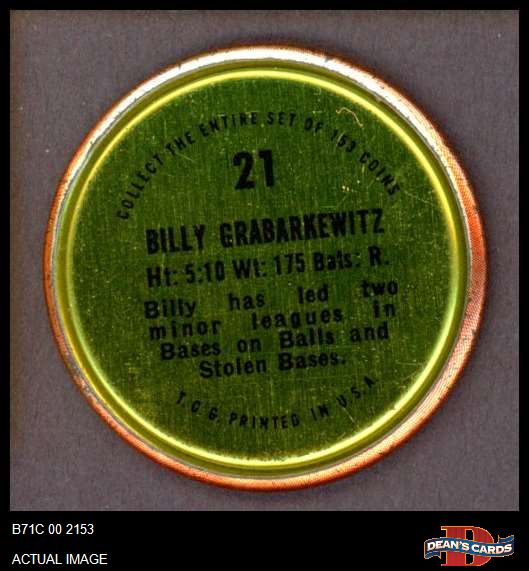 COLLECT THE ENTIRE SET OF 153 COINS
21
BILLY GRABARKEWITZ
Ht: 5:10 Wt: 175 Bats: R.
Billy has led two
minor leagues in
Bases on Balls and
Stolen Bases.
T.C.G. PRINTED IN U.S.A.
B71C 00 2153
ACTUAL IMAGE
D
DEAN'S CARDS